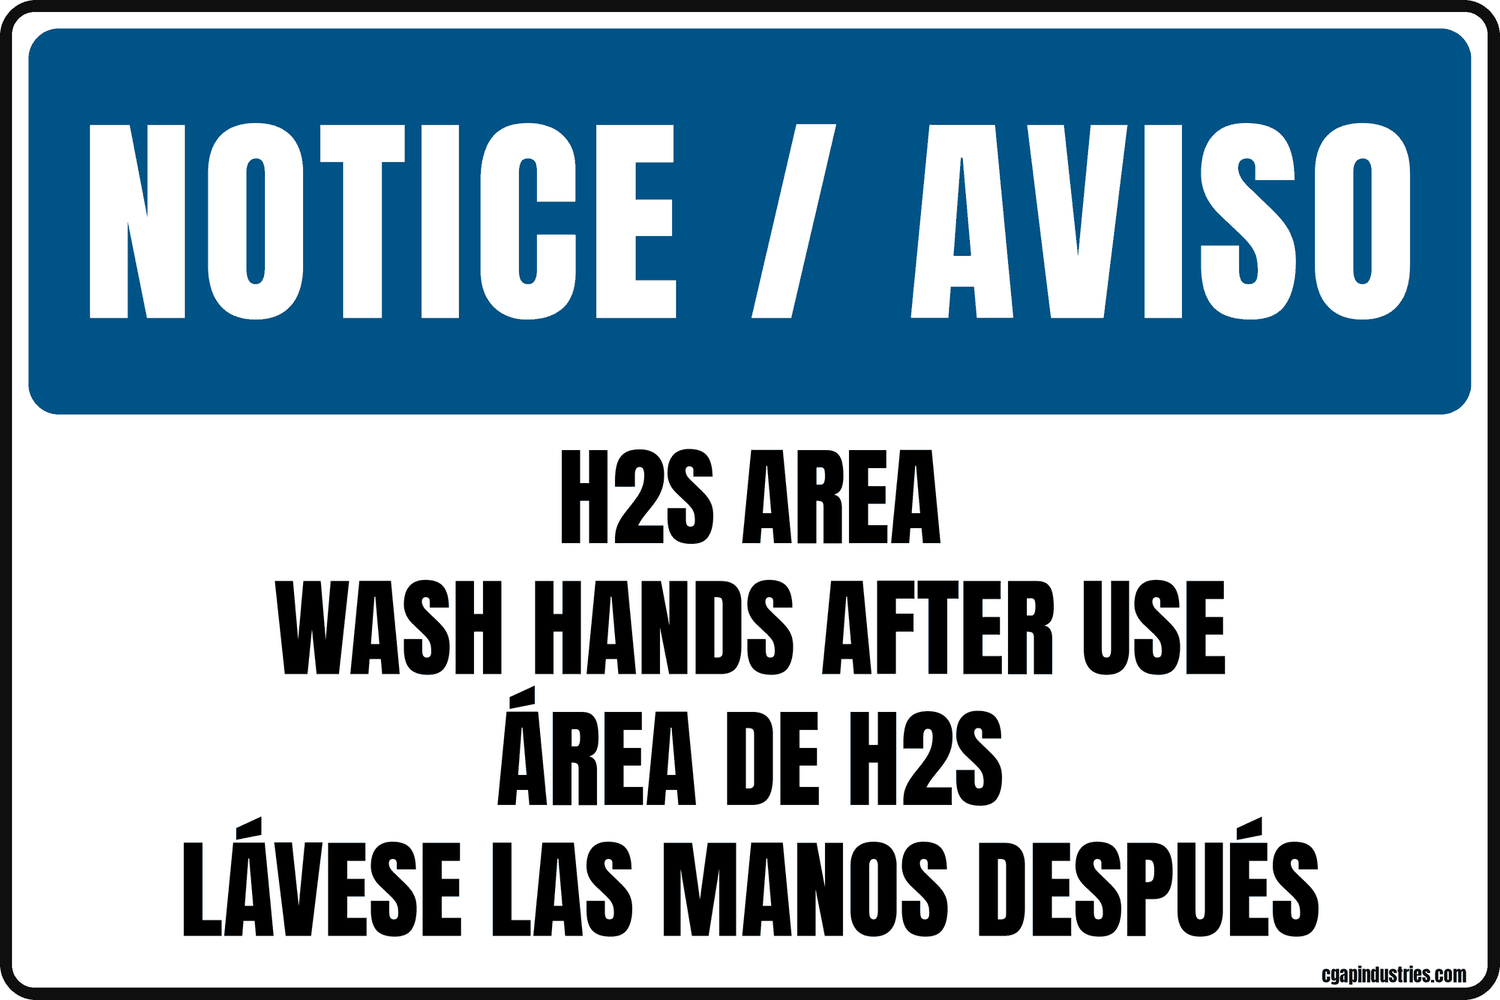 NOTICE / AVISO
H2S AREA
WASH HANDS AFTER USE
ÁREA DE H2S
LÁVESE LAS MANOS DESPUÉS
cgapindustries.com